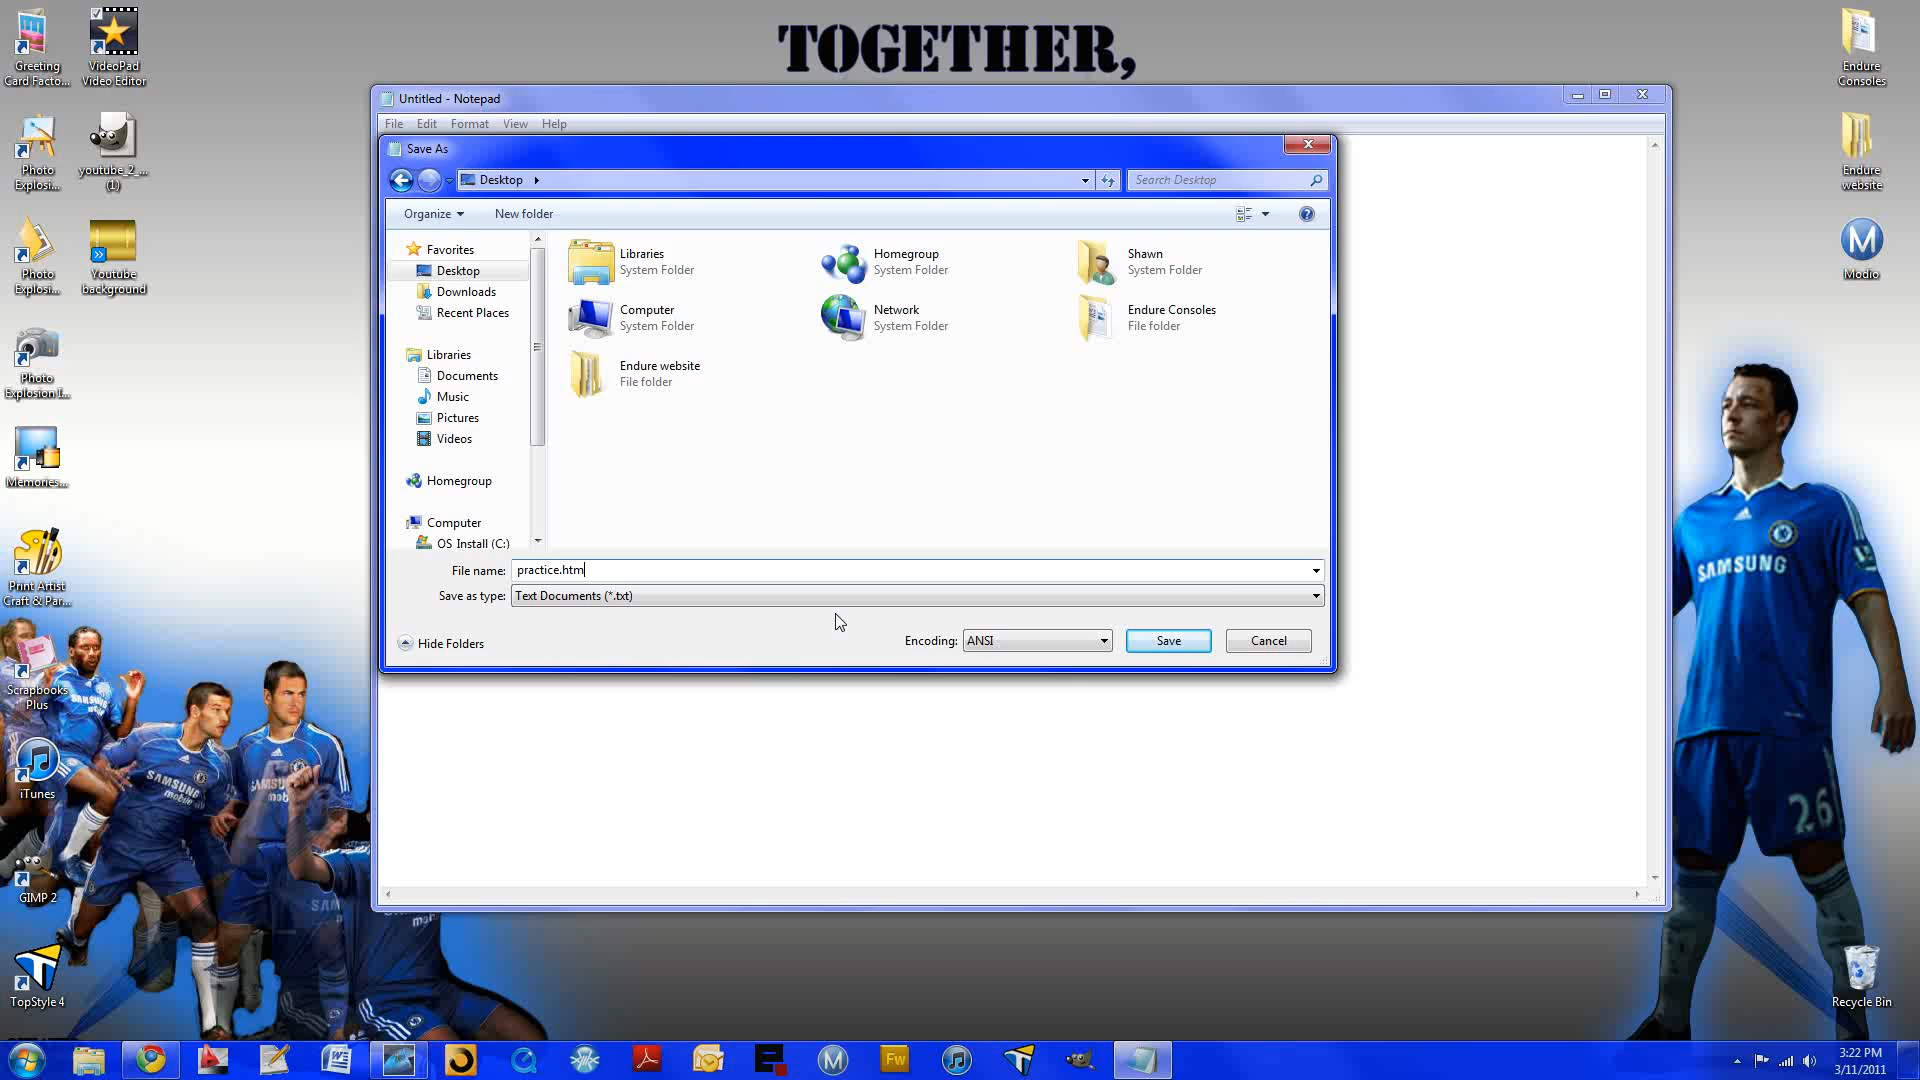 TOGETHER,
Greeting
Card Facto...
VideoPad
Video Editor
Photo
Explosi...
youtube_2_...
(1)
Photo
Explosi...
Youtube
background
Photo
Explosion I...
Memories...
Print Artist
Craft & Par...
Scrapbooks
Plus
iTunes
GIMP 2
TopStyle 4
Endure
Consoles
Endure
website
Modio
Recycle Bin
Untitled - Notepad
File Edit Format View Help
Save As
Desktop
Search Desktop
Organize
New folder
Favorites
Desktop
Downloads
Recent Places
Libraries
Documents
Music
Pictures
Videos
Homegroup
Computer
OS Install (C:)
Libraries
System Folder
Homegroup
System Folder
Shawn
System Folder
Computer
System Folder
Network
System Folder
Endure Consoles
File folder
Endure website
File folder
File name: practice.htm
Save as type: Text Documents (*.txt)
Hide Folders
Encoding: ANSI
Save
Cancel
SAMSUNG
26
SAMSUNG
mobile
SAMSUNG
Fw
3:22 PM
3/11/2011